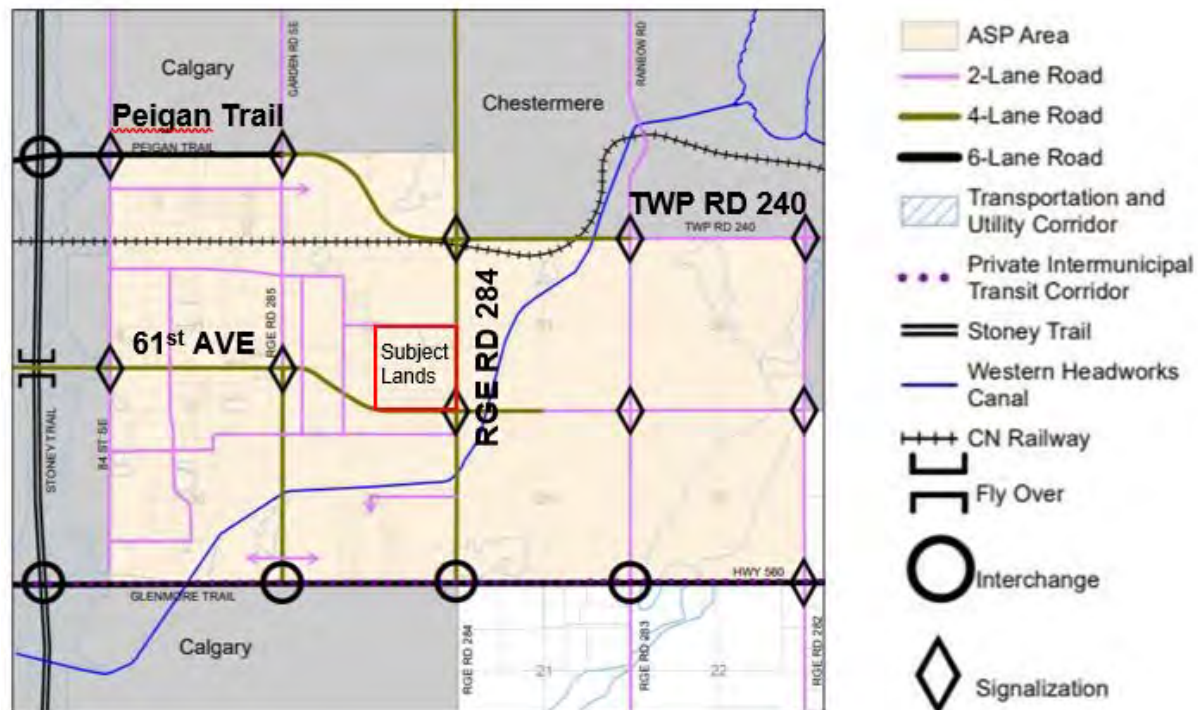 Calgary
GARDEN RD SE
Chestermere
RAINBOW RD
Peigan Trail
PEIGAN TRAIL
TWP RD 240
TWP RD 240
RGE RD 285
61st AVE
Subject
Lands
RGE RD 284
STONEY TRAIL
84 ST SE
HWY 560
GLENMORE TRAIL
Calgary
RGE RD 284
21
RGE RD 283
22
RGE RD 282
ASP Area
2-Lane Road
4-Lane Road
6-Lane Road
Transportation and
Utility Corridor
Private Intermunicipal
Transit Corridor
Stoney Trail
Western Headworks
Canal
CN Railway
Fly Over
Interchange
Signalization